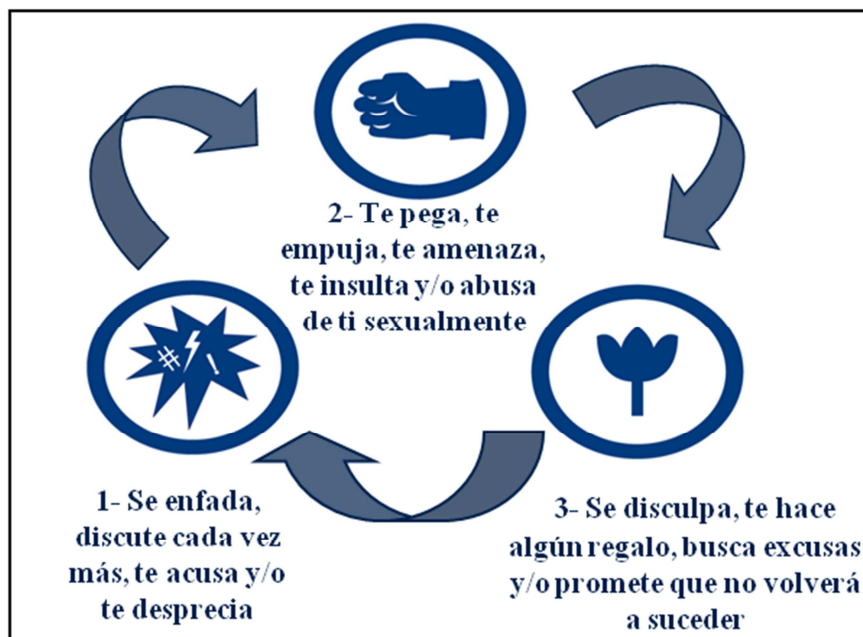 2- Te pega, te
empuja, te amenaza,
te insulta y/o abusa
de ti sexualmente
#
!
1- Se enfada,
discute cada vez
más, te acusa y/o
te desprecia
3- Se disculpa, te hace
algún regalo, busca excusas
y/o promete que no volverá
a suceder